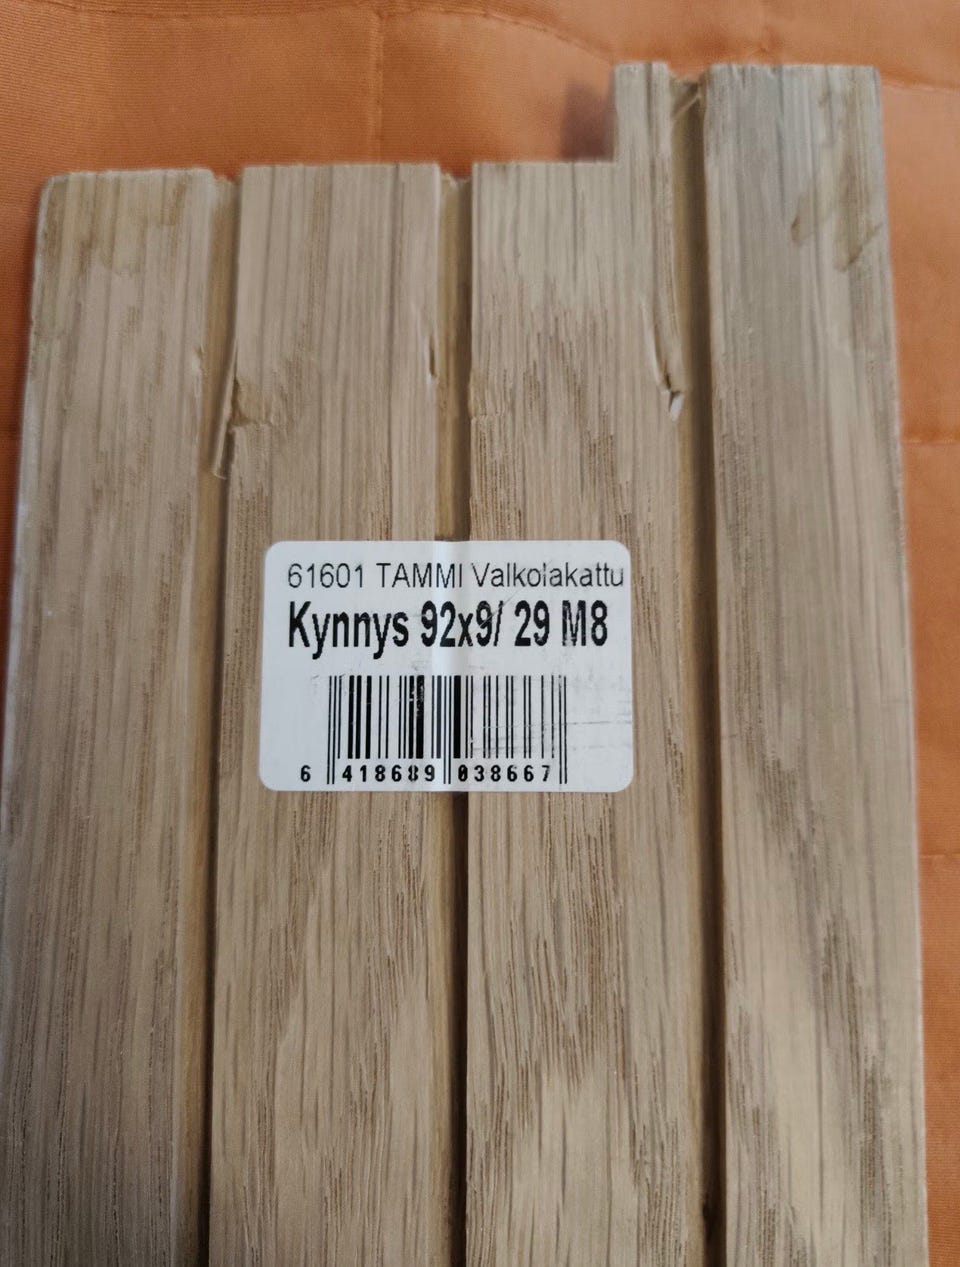 61601 TAMMI Valkolakattu
Kynnys 92x9/ 29 M8
6 418689 038667